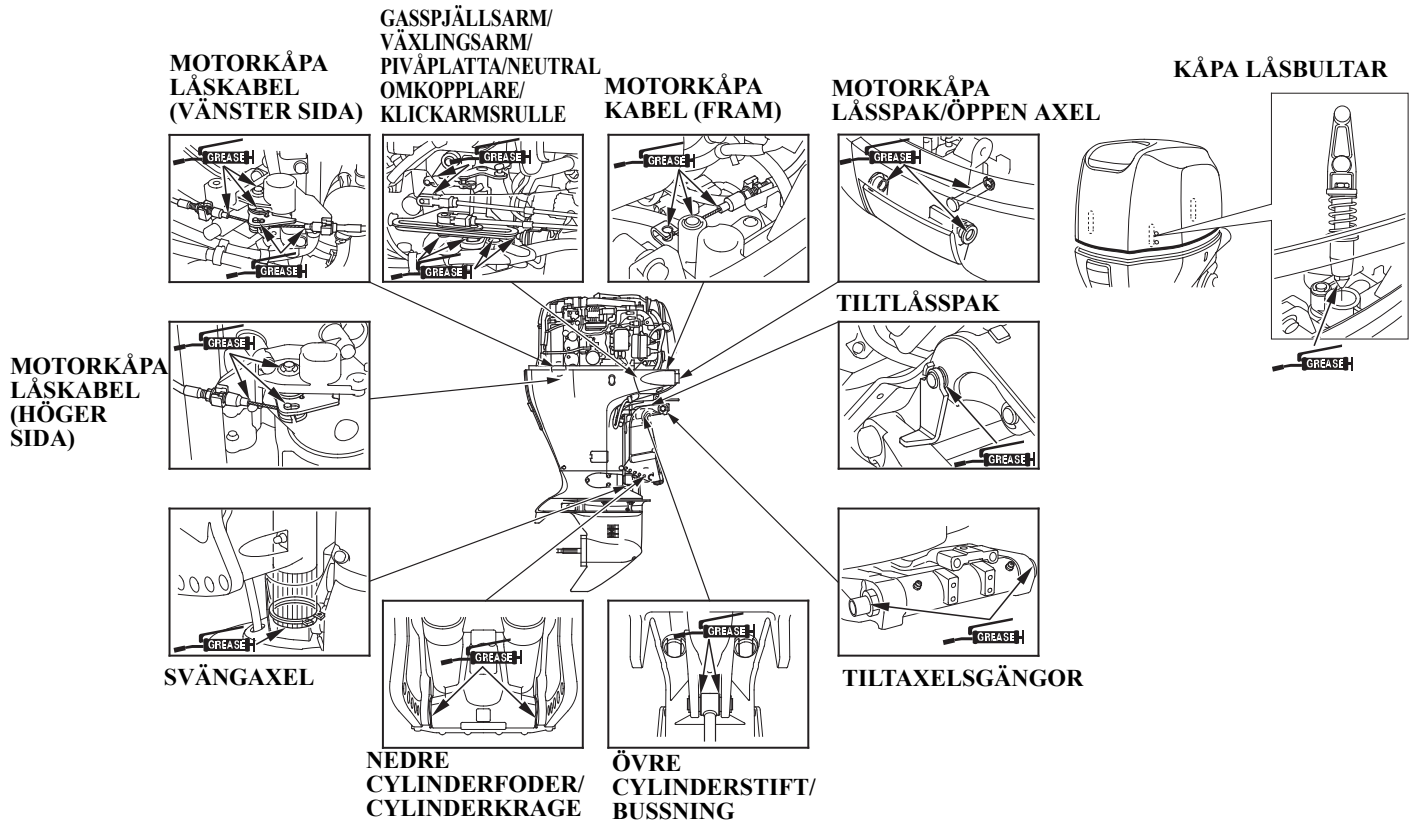 GASSPJÄLLSARM/
VÄXLINGSARM/
PIVÅPLATTA/NEUTRAL
OMKOPPLARE/
KLICKARMSRULLE
MOTORKÅPA
LÅSKABEL
(VÄNSTER SIDA)
MOTORKÅPA
KABEL (FRAM)
MOTORKÅPA
LÅSSPAK/ÖPPEN AXEL
KÅPA LÅSBULTAR
GREASE
GREASE
GREASE
GREASE
GREASE
GREASE
GREASE
MOTORKÅPA
LÅSKABEL
(HÖGER
SIDA)
GREASE
TILTLÅSSPAK
GREASE
GREASE
SVÄNGAXEL
GREASE
NEDRE
CYLINDERFODER/
CYLINDERKRAGE
GREASE
ÖVRE
CYLINDERSTIFT/
BUSSNING
GREASE
TILTAXELSGÄNGOR